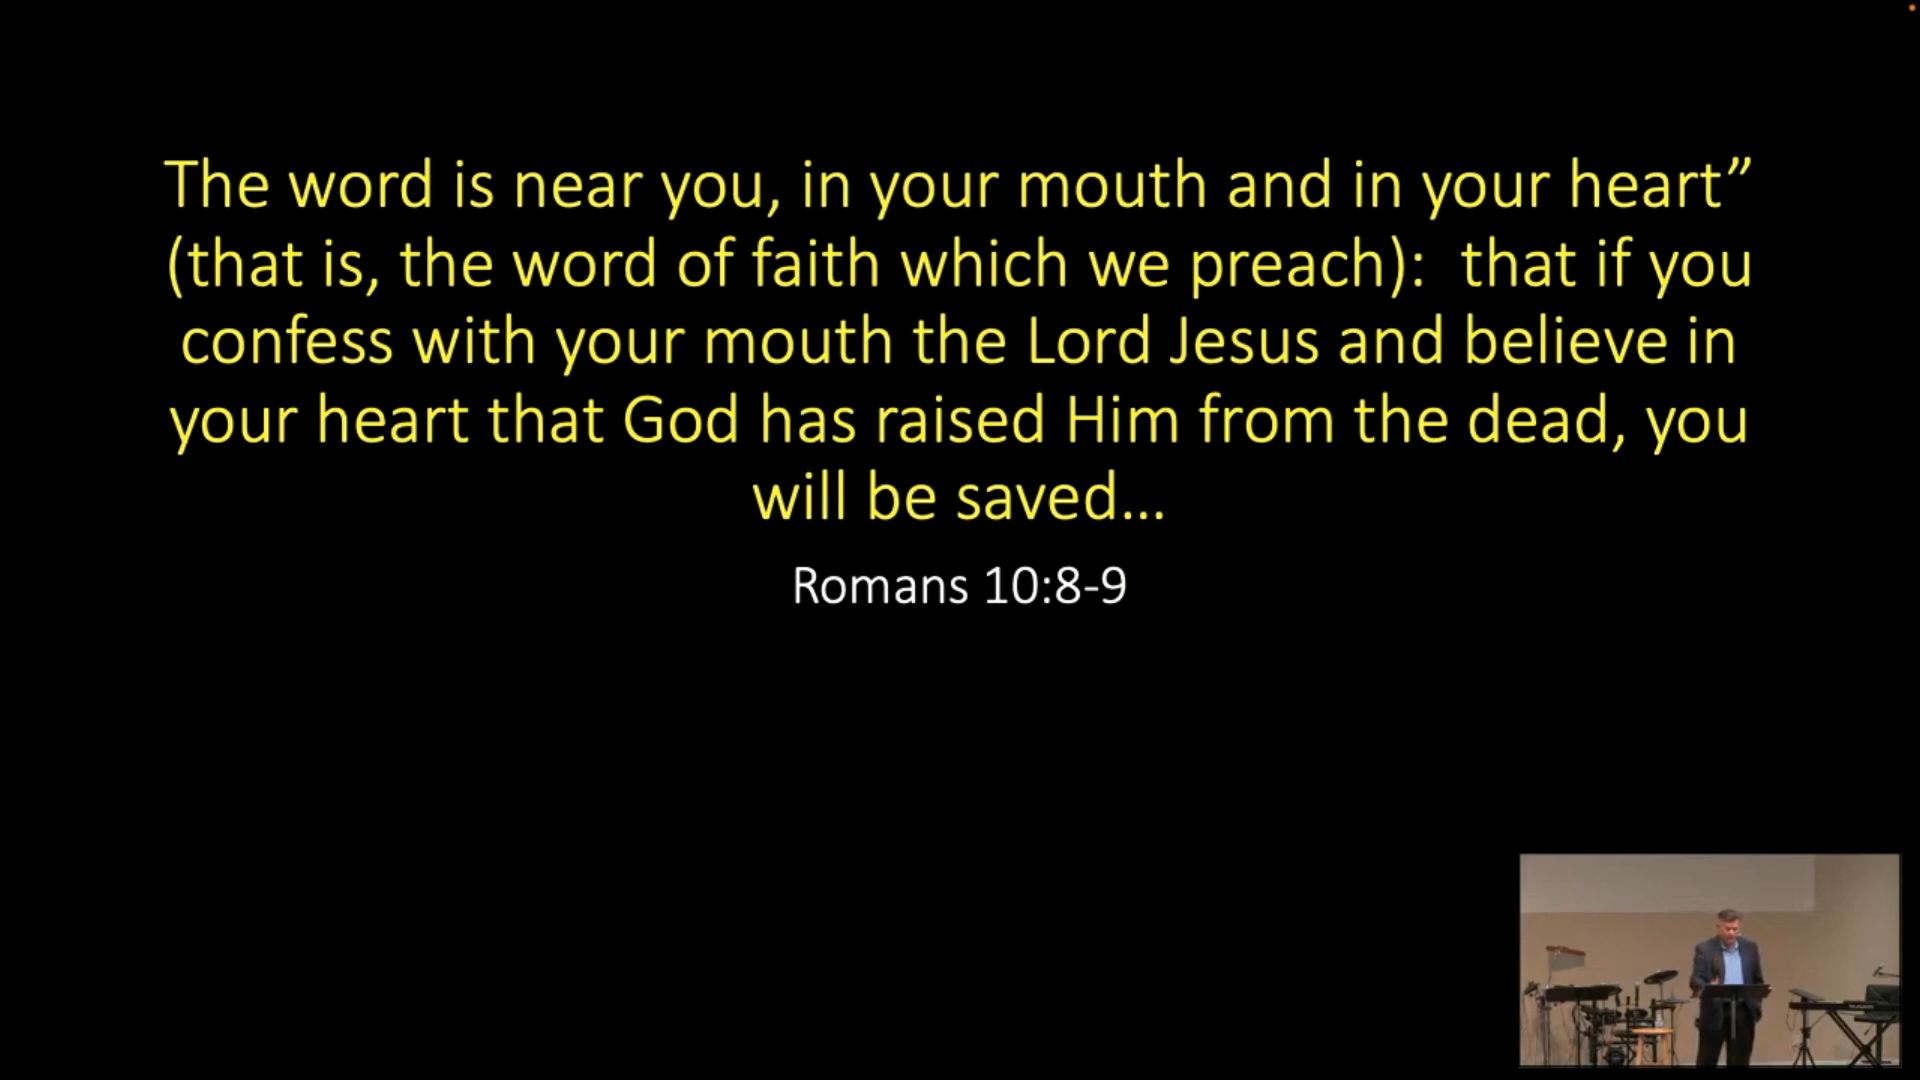 The word is near you, in your mouth and in your heart”
(that is, the word of faith which we preach):  that if you
confess with your mouth the Lord Jesus and believe in
your heart that God has raised Him from the dead, you
will be saved...
Romans 10:8-9